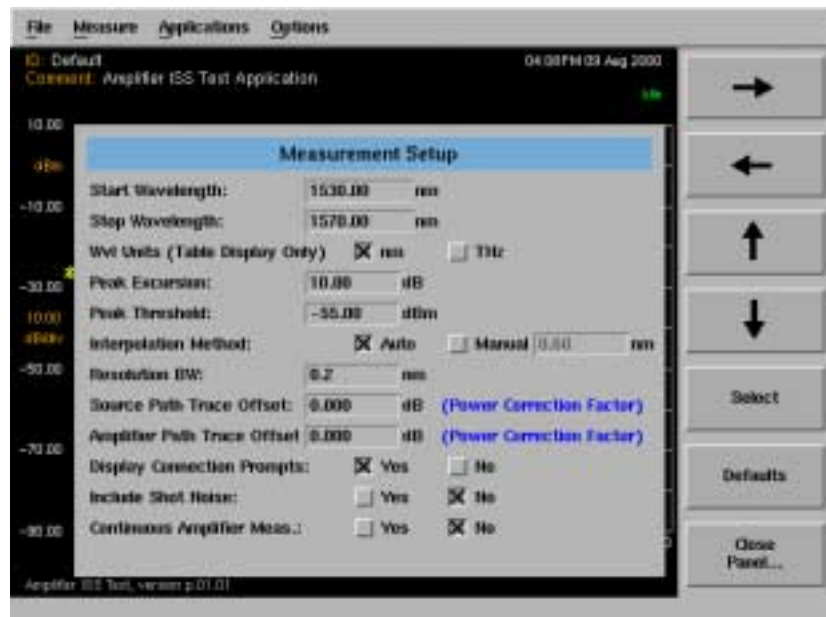 File Measure Applications Options
ID: Default
04:08PM 09 Aug 2000
Comment: Amplifier ISS Test Application
Idle
10.00
dBm
-10.00
-30.00
10.00
dB/div
-50.00
-70.00
-90.00
Measurement Setup
Start Wavelength: 1530.00 nm
Stop Wavelength: 1570.00 nm
Wvl Units (Table Display Only) nm THz
Peak Excursion: 10.00 dB
Peak Threshold: -55.00 dBm
Interpolation Method: Auto Manual nm
Resolution BW: 0.2 nm
Source Path Trace Offset: 0.000 dB (Power Correction Factor)
Amplifier Path Trace Offset 0.000 dB (Power Correction Factor)
Display Connection Prompts: Yes No
Include Shot Noise: Yes No
Continuous Amplifier Meas.: Yes No
Amplifier ISS Test, version p.01.01
Select
Defaults
Close
Panel...